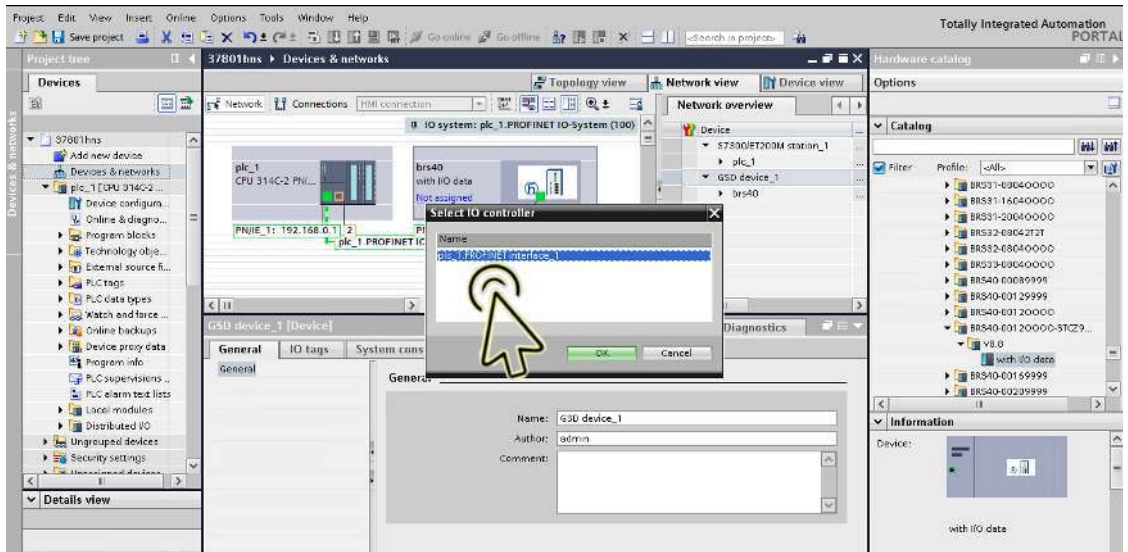 Project Edit View Insert Online Options Tools Window Help
Totally Integrated Automation
PORTAL
Save project
Go online
Go offline
<Search in project>
Project tree
37801hns ▸ Devices & networks
Hardware catalog
Devices
Topology view
Network view
Device view
Options
Network
Connections
HMI connection
Network overview
IO system: plc_1.PROFINET IO-System (100)
Device
S7300/ET200M station_1
plc_1
GSD device_1
brs40
Catalog
Filter
Profile:
<All>
BRS31-08040000
BRS31-16040000
BRS31-20040000
BRS32-08042T2T
BRS32-08040000
BRS33-08040000
BRS40-00089999
BRS40-00129999
BRS40-00120000
BRS40-00120000-STCZ9...
V8.0
with I/O data
BRS40-00169999
BRS40-00209999
Devices & networks
37801hns
Add new device
Devices & networks
plc_1 [CPU 314C-2 ...
Device configura...
Online & diagno...
Program blocks
Technology obje...
External source fi...
PLC tags
PLC data types
Watch and force ...
Online backups
Device proxy data
Program info
PLC supervisions ..
PLC alarm text lists
Local modules
Distributed I/O
Ungrouped devices
Security settings
Details view
plc_1
CPU 314C-2 PN/...
brs40
with I/O data
Not assigned
PN/IE_1: 192.168.0.1
2
plc_1.PROFINET IO
Select IO controller
Name
plc_1.PROFINET interface_1
OK
Cancel
GSD device_1 [Device]
Diagnostics
General
IO tags
System cons
General
General
Name:
GSD device_1
Author:
admin
Comment:
Information
Device:
with I/O data